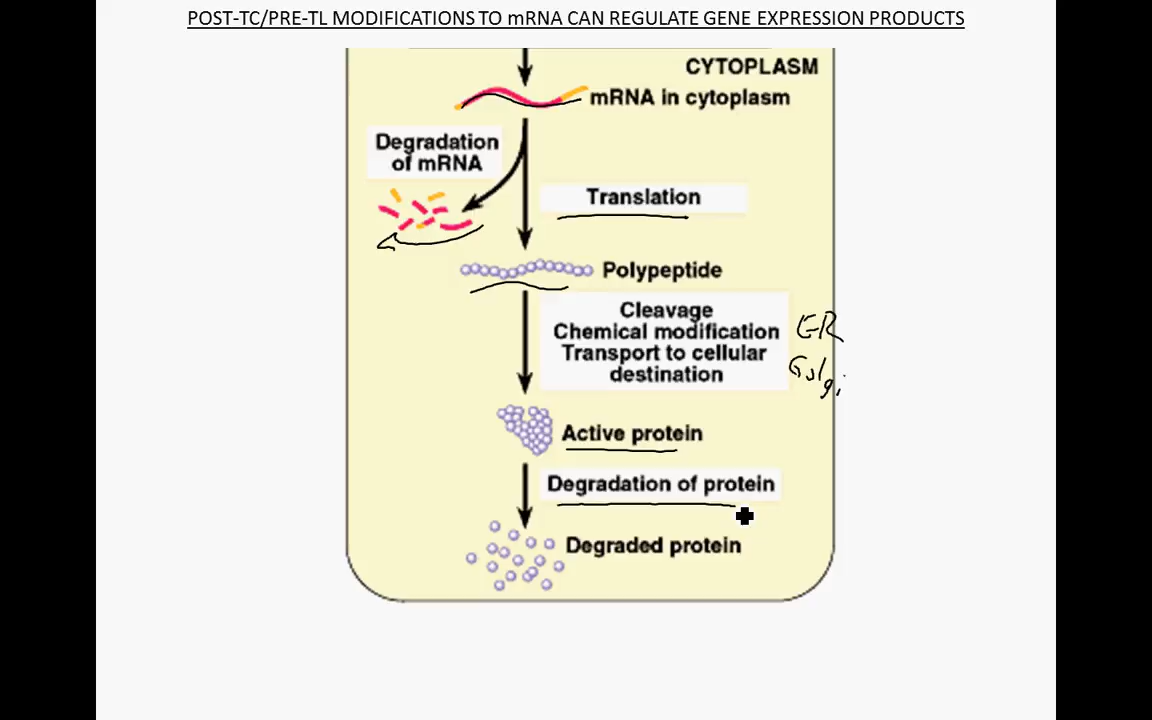 POST-TC/PRE-TL MODIFICATIONS TO mRNA CAN REGULATE GENE EXPRESSION PRODUCTS
CYTOPLASM
mRNA in cytoplasm
Degradation
of mRNA
Translation
Polypeptide
Cleavage
Chemical modification
Transport to cellular
destination
ER
Golgi
Active protein
Degradation of protein
Degraded protein